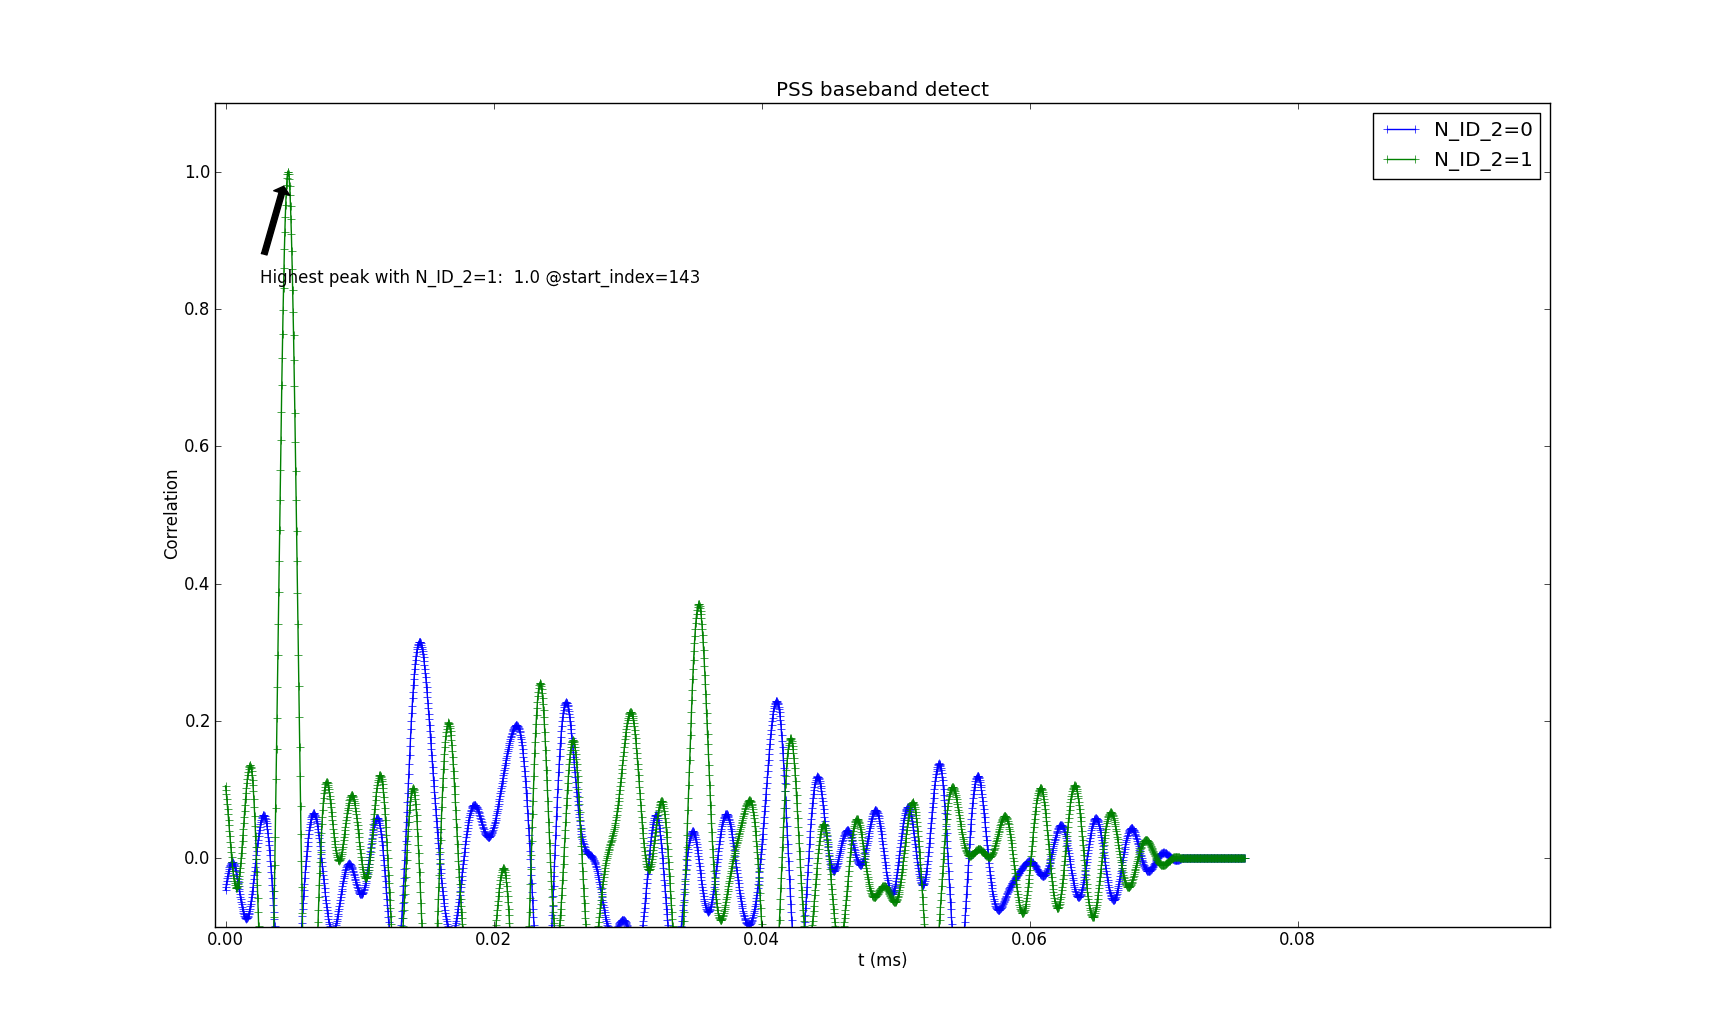 PSS baseband detect
N_ID_2=0
N_ID_2=1
1.0
Highest peak with N_ID_2=1:  1.0 @start_index=143
0.8
0.6
Correlation
0.4
0.2
0.0
0.00 0.02 0.04 0.06 0.08
t (ms)